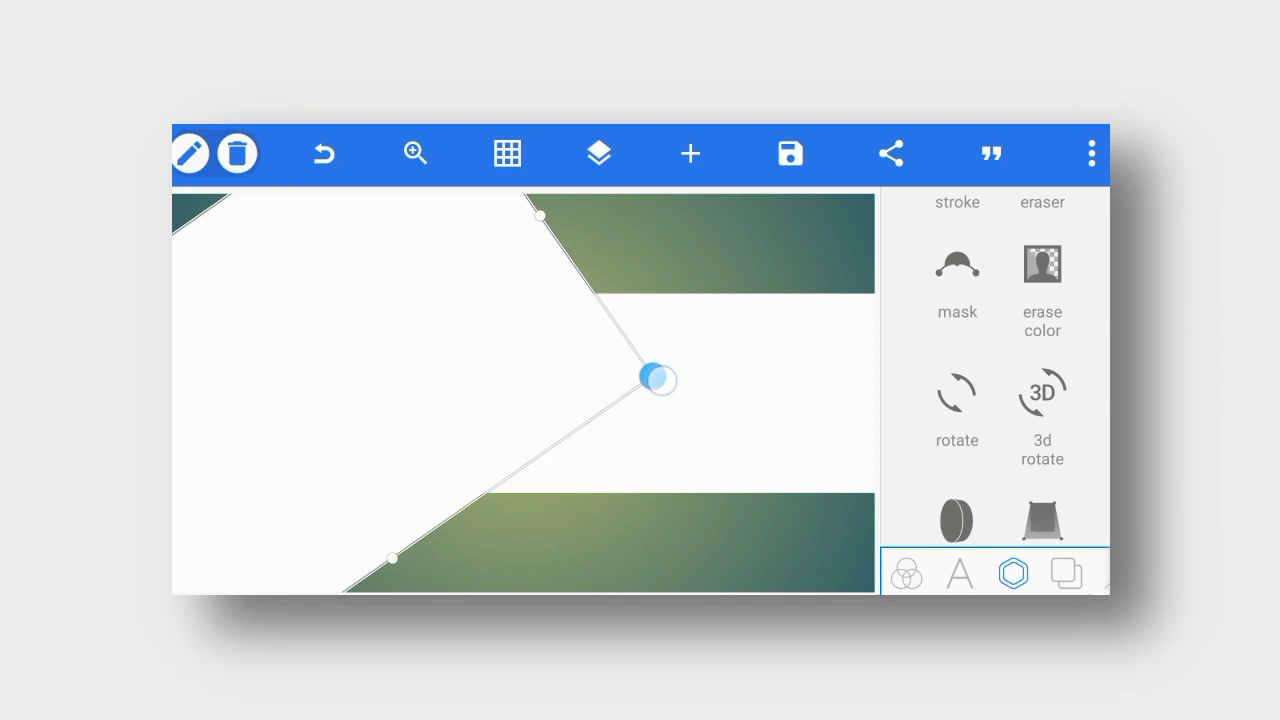 stroke
eraser
mask
erase
color
rotate
3D
3d
rotate